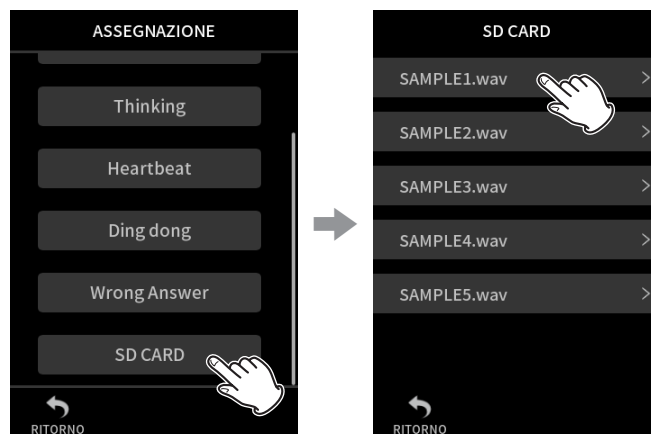 ASSEGNAZIONE
Thinking
Heartbeat
Ding dong
Wrong Answer
SD CARD
RITORNO
SD CARD
SAMPLE1.wav
SAMPLE2.wav
SAMPLE3.wav
SAMPLE4.wav
SAMPLE5.wav
RITORNO